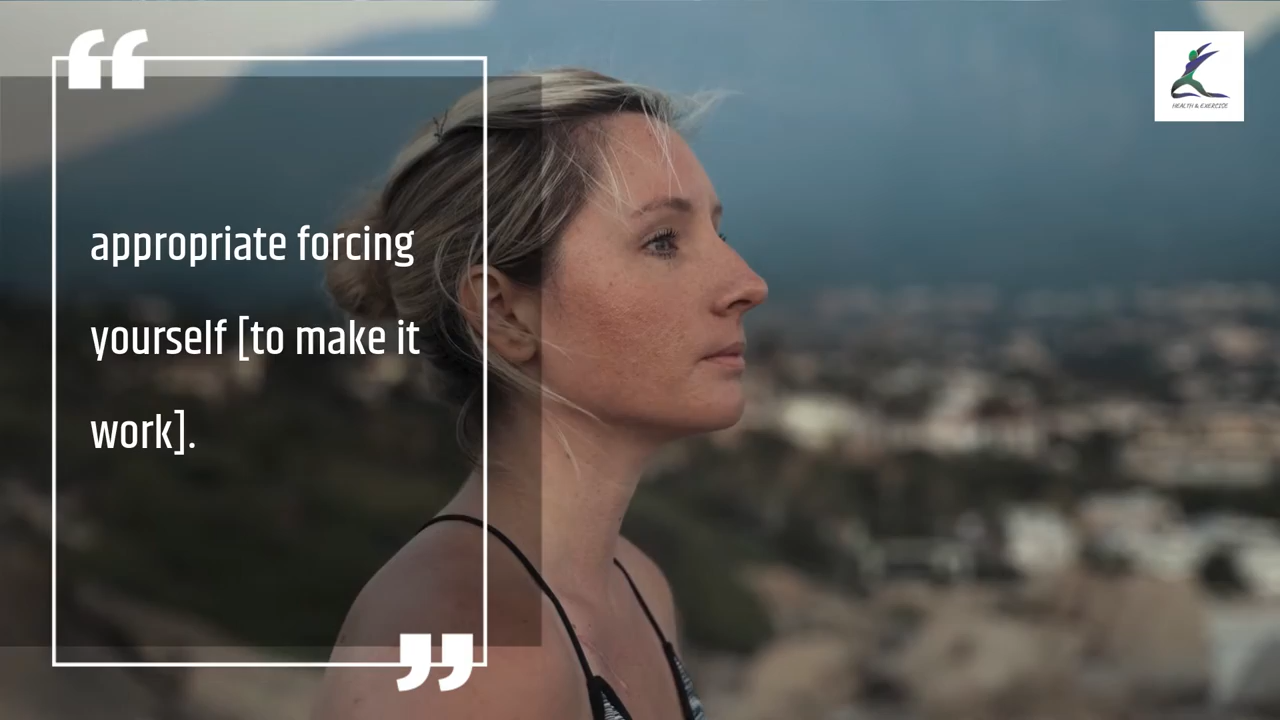 appropriate forcing
yourself [to make it
work].
HEALTH & EXERCISE